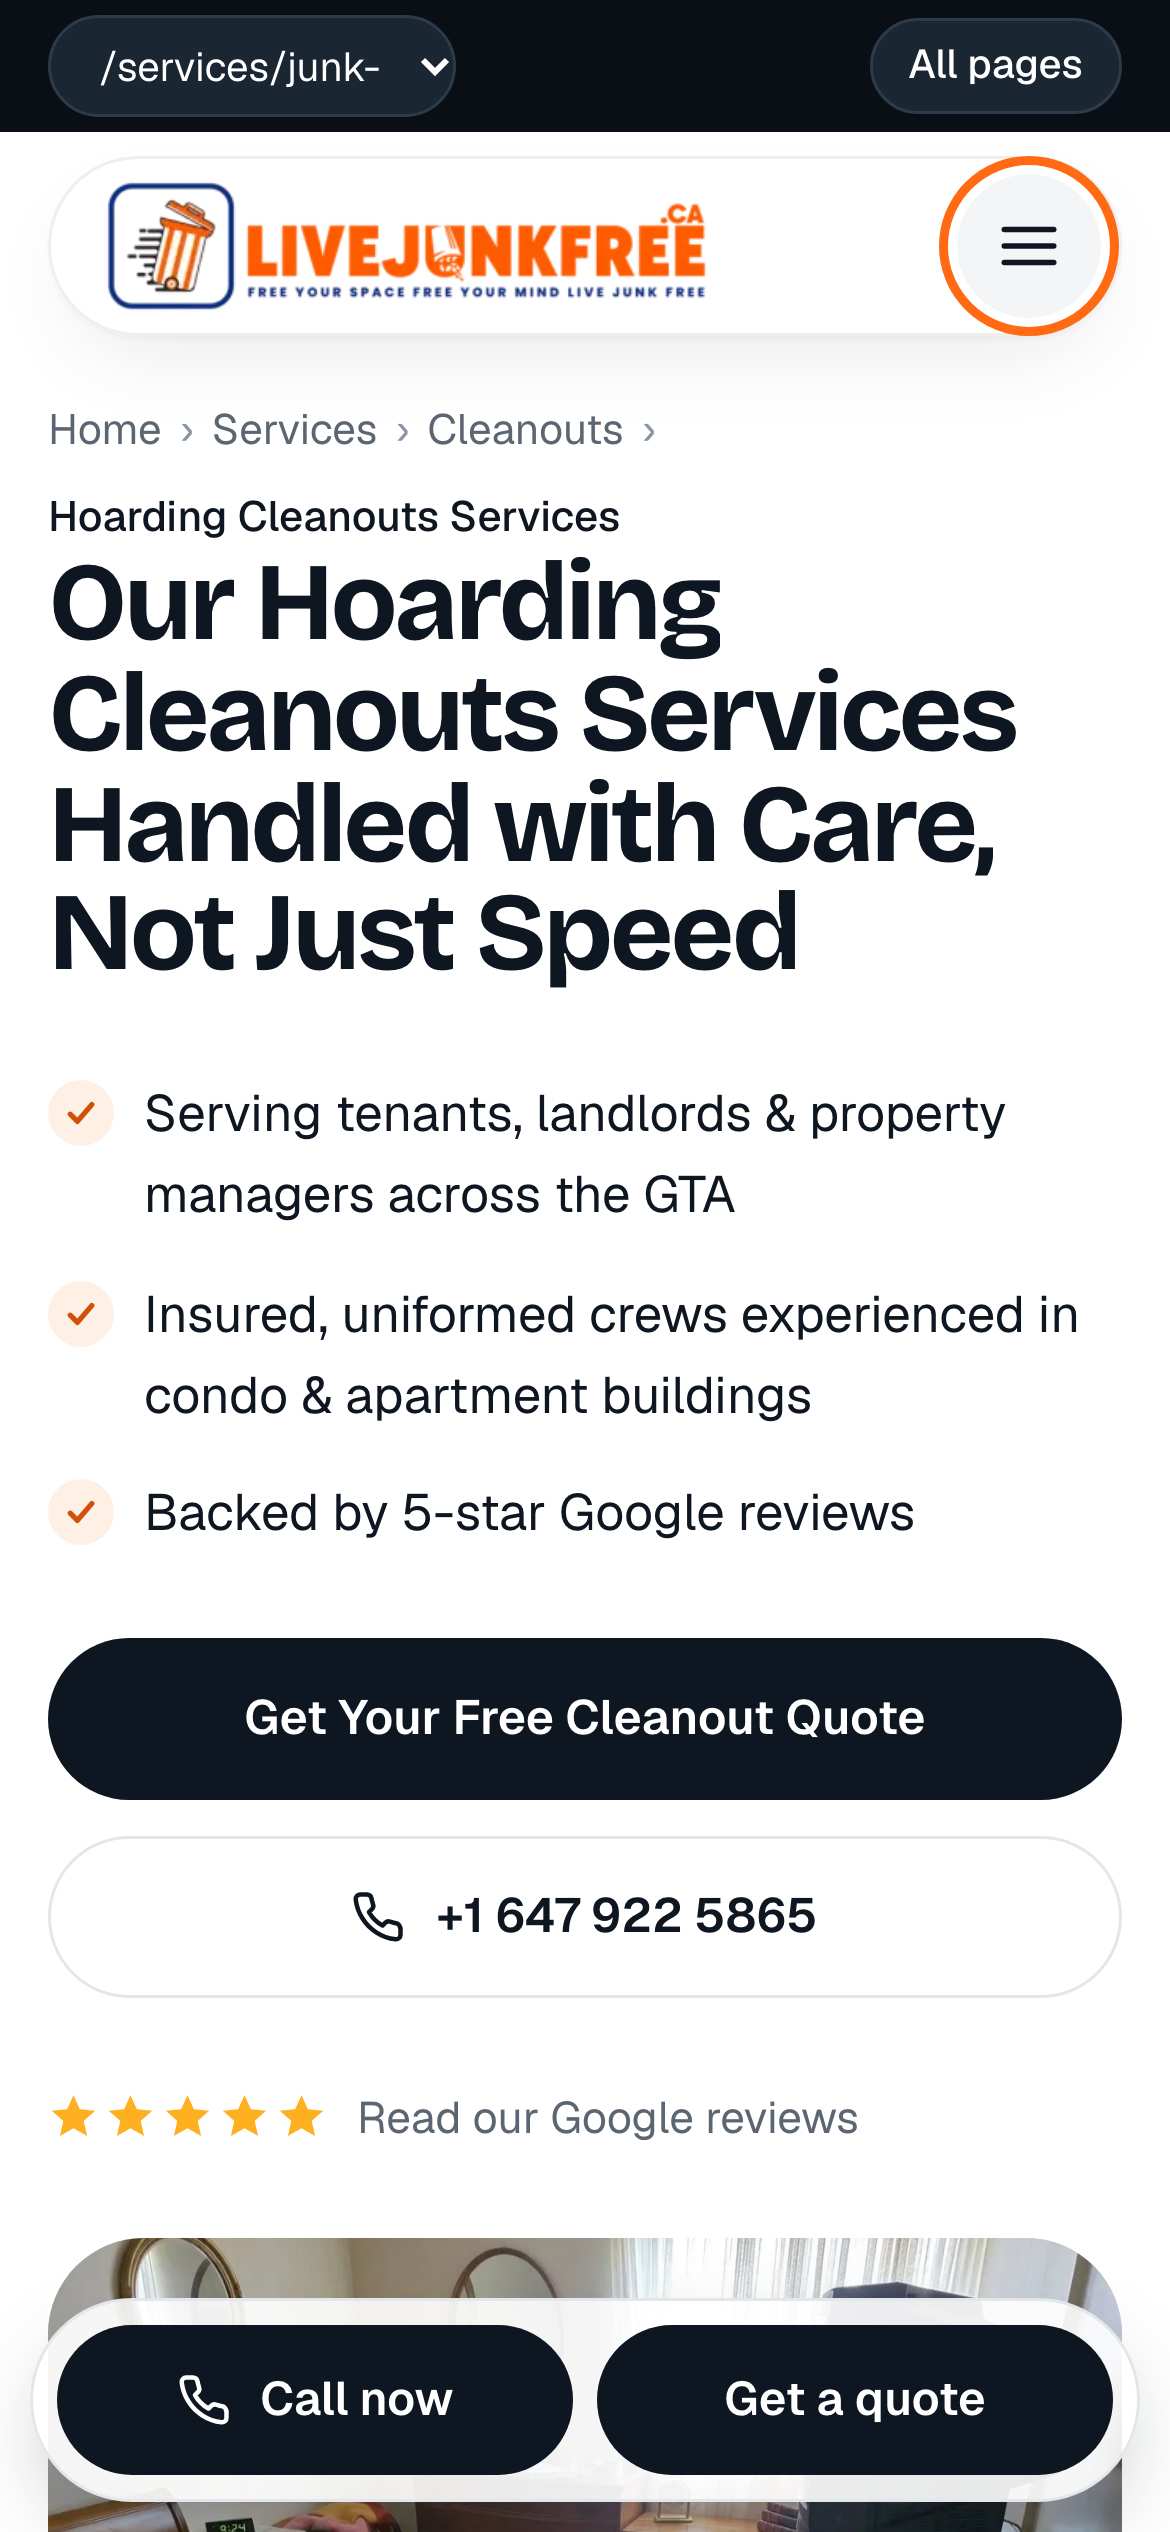 /services/junk-
All pages
.CA
LIVEJUNKFREE
FREE YOUR SPACE FREE YOUR MIND LIVE JUNK FREE
Home › Services › Cleanouts ›
Hoarding Cleanouts Services
Our Hoarding
Cleanouts Services
Handled with Care,
Not Just Speed
Serving tenants, landlords & property
managers across the GTA
Insured, uniformed crews experienced in
condo & apartment buildings
Backed by 5-star Google reviews
Get Your Free Cleanout Quote
+1 647 922 5865
Read our Google reviews
Call now
Get a quote
9:24